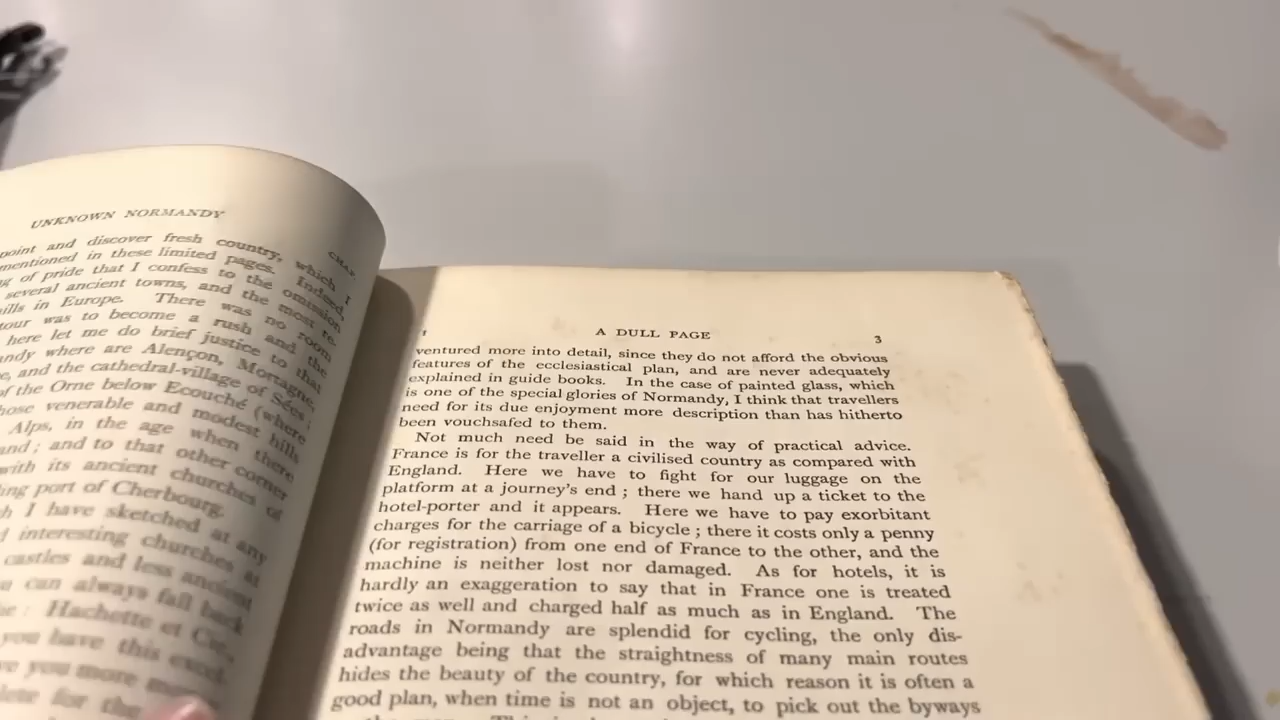 UNKNOWN NORMANDY
CHAP.
point and discover fresh country, which I
mentioned in these limited pages. Indeed,
of pride that I confess to the omission
several ancient towns, and the most re-
hills in Europe. There was no room
tour was to become a rush and the
here let me do brief justice to that
where are Alençon, Mortagne,
and the cathedral-village of Sées;
of the Orne below Ecouché (where
those venerable and modest hills
Alps, in the age when there
and; and to that other corner
with its ancient churches of
port of Cherbourg.
I have sketched at any
interesting churches at
castles and less ancient
can always fall back
Hachette et Cie.,
you have this excel-
you more
for the
I
A DULL PAGE
3
ventured more into detail, since they do not afford the obvious
features of the ecclesiastical plan, and are never adequately
explained in guide books. In the case of painted glass, which
is one of the special glories of Normandy, I think that travellers
need for its due enjoyment more description than has hitherto
been vouchsafed to them.
Not much need be said in the way of practical advice.
France is for the traveller a civilised country as compared with
England. Here we have to fight for our luggage on the
platform at a journey's end; there we hand up a ticket to the
hotel-porter and it appears. Here we have to pay exorbitant
charges for the carriage of a bicycle; there it costs only a penny
(for registration) from one end of France to the other, and the
machine is neither lost nor damaged. As for hotels, it is
hardly an exaggeration to say that in France one is treated
twice as well and charged half as much as in England. The
roads in Normandy are splendid for cycling, the only dis-
advantage being that the straightness of many main routes
hides the beauty of the country, for which reason it is often a
good plan, when time is not an object, to pick out the byways